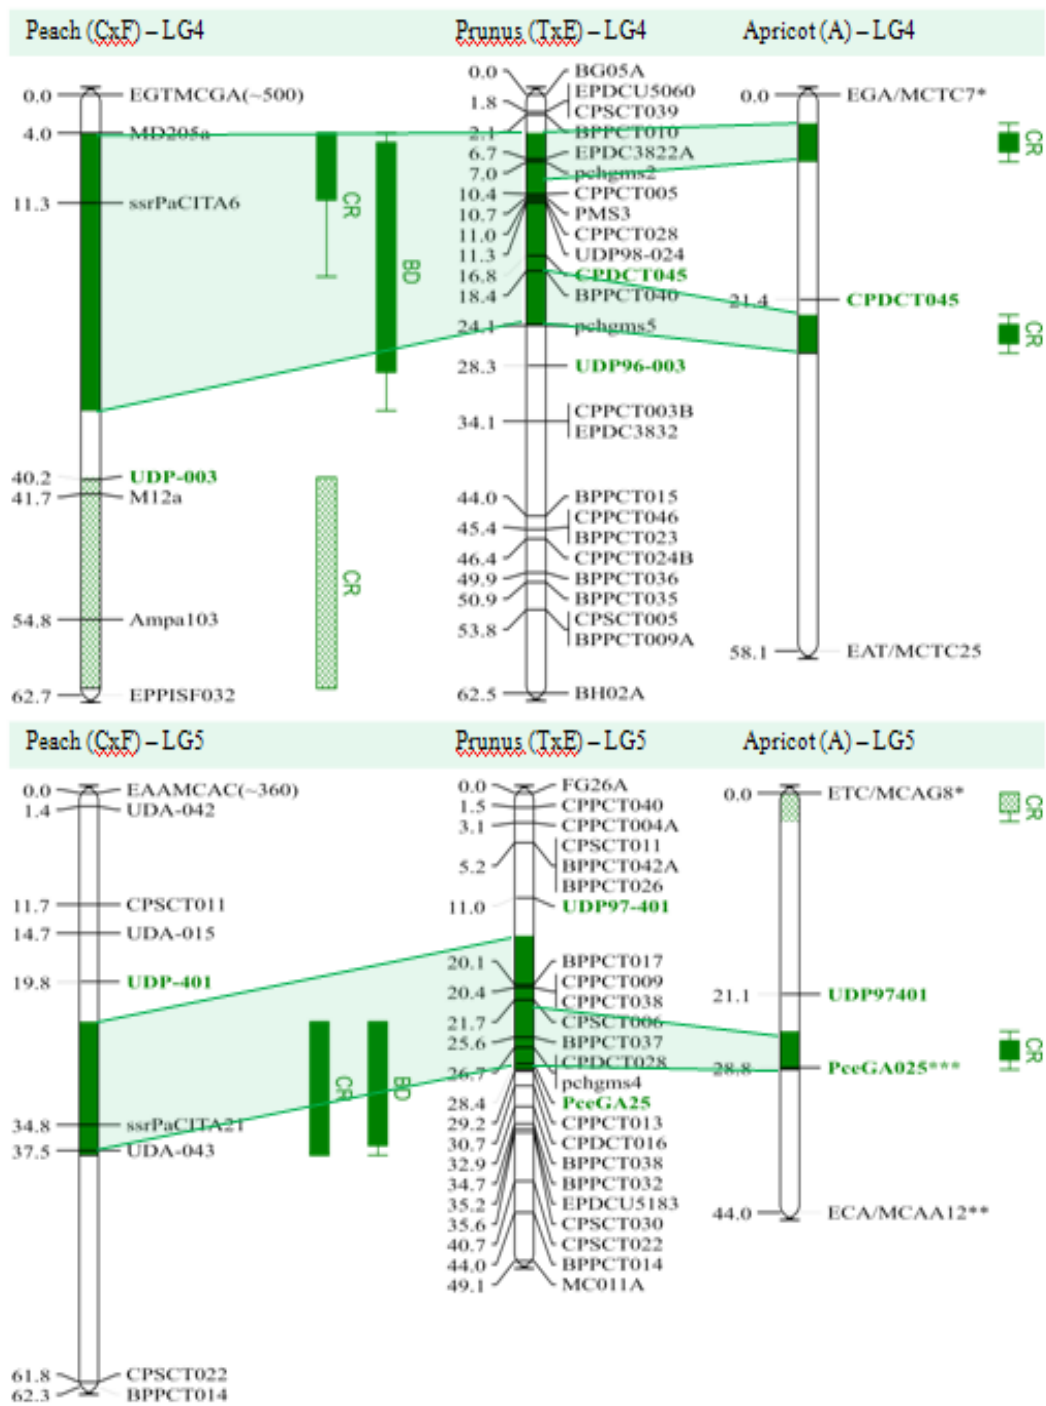 Peach (CxF) – LG4
0.0 EGTMCGA(~500)
4.0 MD205a
11.3 ssrPaCITA6
40.2 UDP-003
41.7 M12a
54.8 Ampa103
62.7 EPPISF032
CR
BD
CR
Prunus (TxE) – LG4
0.0 BG05A
1.8 EPDCU5060
CPSCT039
2.1 BPPCT010
6.7 EPDC3822A
7.0 pchgms2
10.4 CPPCT005
10.7 PMS3
11.0 CPPCT028
11.3 UDP98-024
16.8 CPDCT045
18.4 BPPCT040
24.1 pchgms5
28.3 UDP96-003
34.1 CPPCT003B
EPDC3832
44.0 BPPCT015
45.4 CPPCT046
BPPCT023
46.4 CPPCT024B
49.9 BPPCT036
50.9 BPPCT035
53.8 CPSCT005
BPPCT009A
62.5 BH02A
Apricot (A) – LG4
0.0 EGA/MCTC7*
21.4 CPDCT045
58.1 EAT/MCTC25
CR
CR
Peach (CxF) – LG5
0.0 EAAMCAC(~360)
1.4 UDA-042
11.7 CPSCT011
14.7 UDA-015
19.8 UDP-401
34.8 ssrPaCITA21
37.5 UDA-043
61.8 CPSCT022
62.3 BPPCT014
CR
BD
Prunus (TxE) – LG5
0.0 FG26A
1.5 CPPCT040
3.1 CPPCT004A
5.2 CPSCT011
BPPCT042A
BPPCT026
11.0 UDP97-401
20.1 BPPCT017
20.4 CPPCT009
CPPCT038
21.7 CPSCT006
25.6 BPPCT037
26.7 CPDCT028
pchgms4
28.4 PceGA25
29.2 CPPCT013
30.7 CPDCT016
32.9 BPPCT038
34.7 BPPCT032
35.2 EPDCU5183
35.6 CPSCT030
40.7 CPSCT022
44.0 BPPCT014
49.1 MC011A
Apricot (A) – LG5
0.0 ETC/MCAG8*
21.1 UDP97401
28.8 PceGA025***
44.0 ECA/MCAA12**
CR
CR